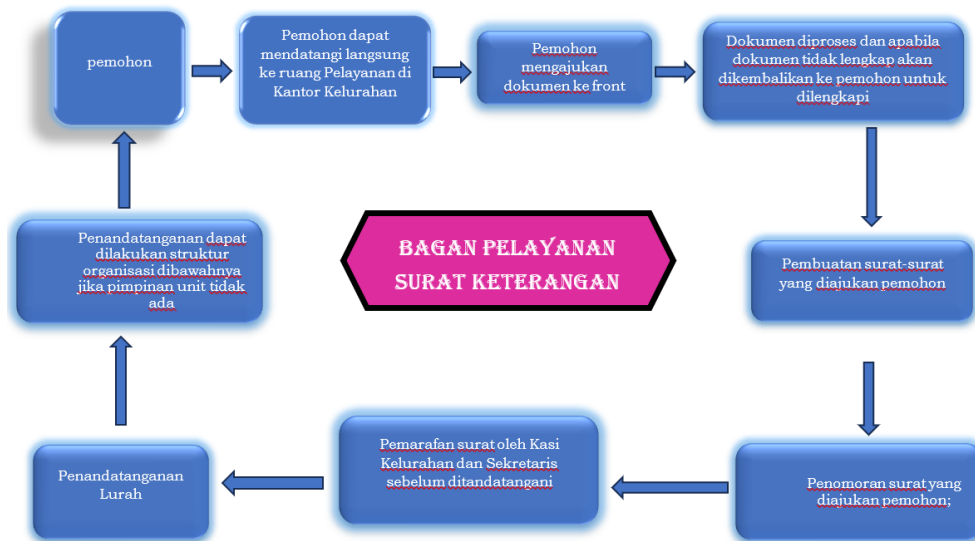 pemohon
Pemohon dapat
mendatangi langsung
ke ruang Pelayanan di
Kantor Kelurahan
Pemohon
mengajukan
dokumen ke front
Dokumen diproses dan apabila
dokumen tidak lengkap akan
dikembalikan ke pemohon untuk
dilengkapi
Penandatanganan dapat
dilakukan struktur
organisasi dibawahnya
jika pimpinan unit tidak
ada
BAGAN PELAYANAN
SURAT KETERANGAN
Pembuatan surat-surat
yang diajukan pemohon
Penandatanganan
Lurah
Pemarafan surat oleh Kasi
Kelurahan dan Sekretaris
sebelum ditandatangani
Penomoran surat yang
diajukan pemohon;